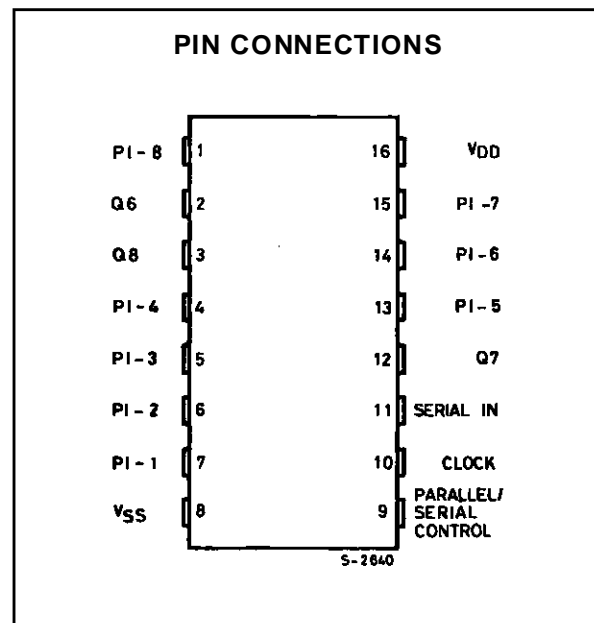 PIN CONNECTIONS
PI-8 1 16 VDD
Q6 2 15 PI-7
Q8 3 14 PI-6
PI-4 4 13 PI-5
PI-3 5 12 Q7
PI-2 6 11 SERIAL IN
PI-1 7 10 CLOCK
VSS 8 9 PARALLEL/
SERIAL
CONTROL
S-2640